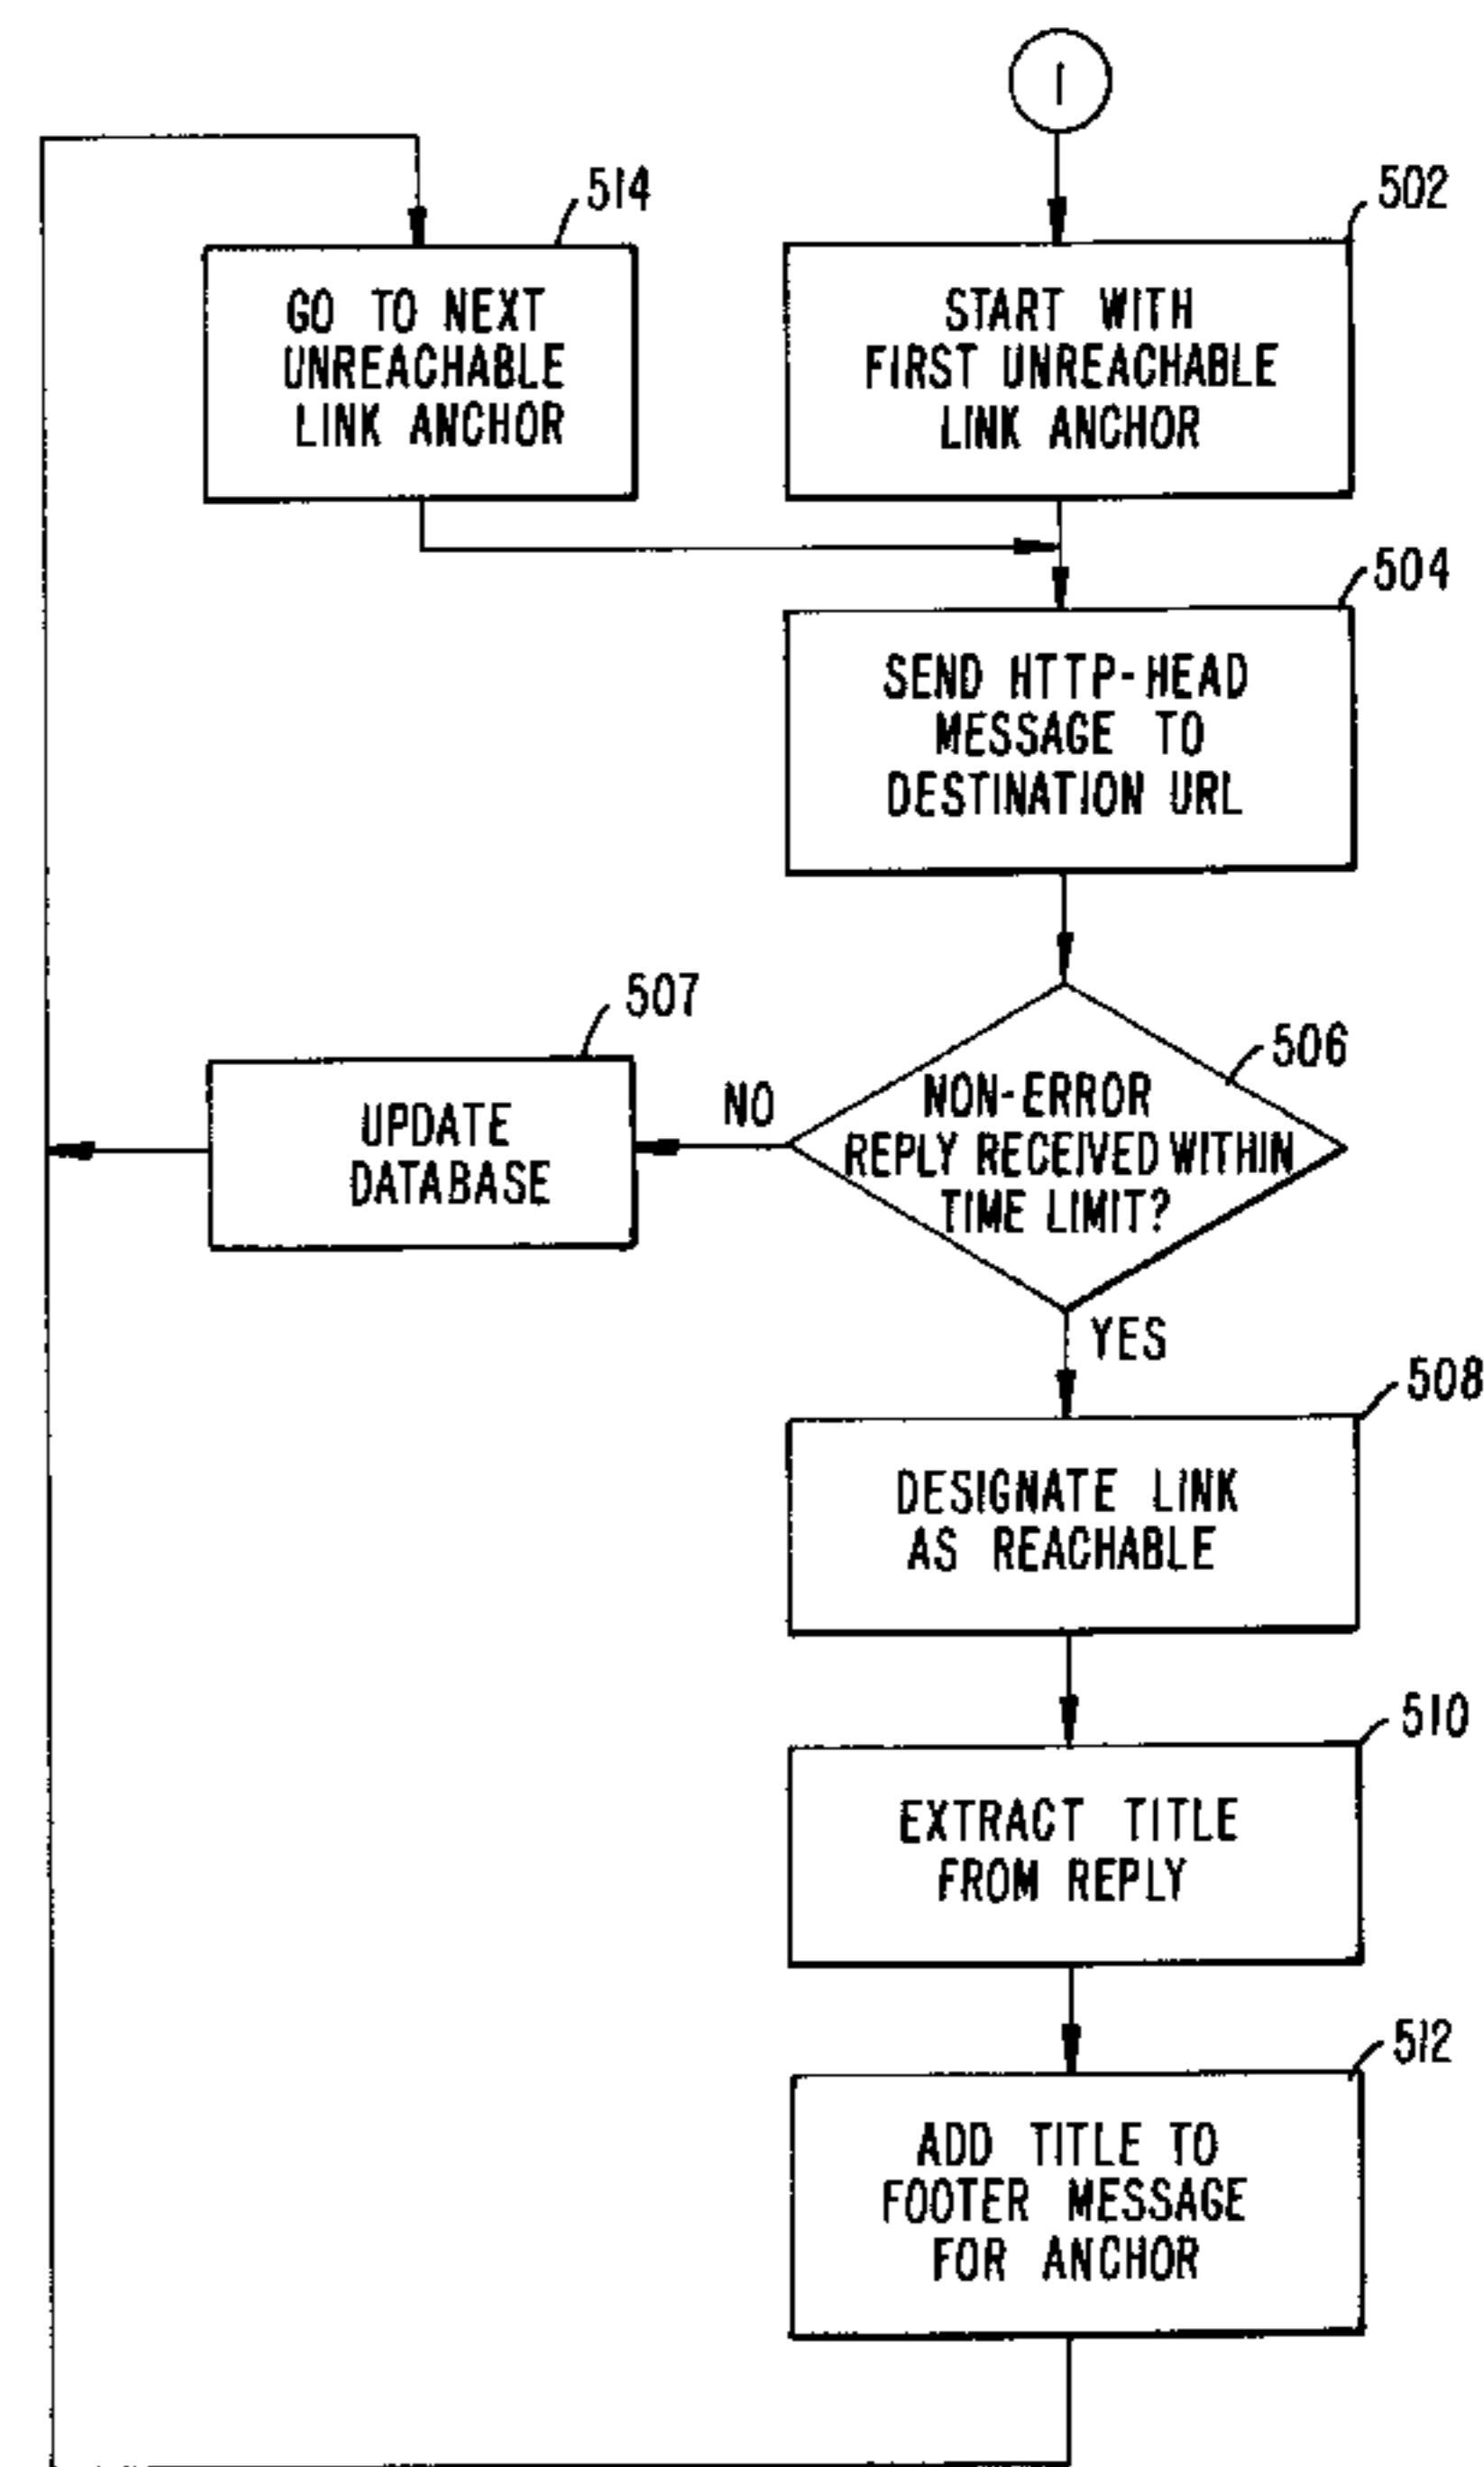 1
514
GO TO NEXT
UNREACHABLE
LINK ANCHOR
502
START WITH
FIRST UNREACHABLE
LINK ANCHOR
504
SEND HTTP-HEAD
MESSAGE TO
DESTINATION URL
506
NON-ERROR
REPLY RECEIVED WITHIN
TIME LIMIT?
NO
507
UPDATE
DATABASE
YES
508
DESIGNATE LINK
AS REACHABLE
510
EXTRACT TITLE
FROM REPLY
512
ADD TITLE TO
FOOTER MESSAGE
FOR ANCHOR